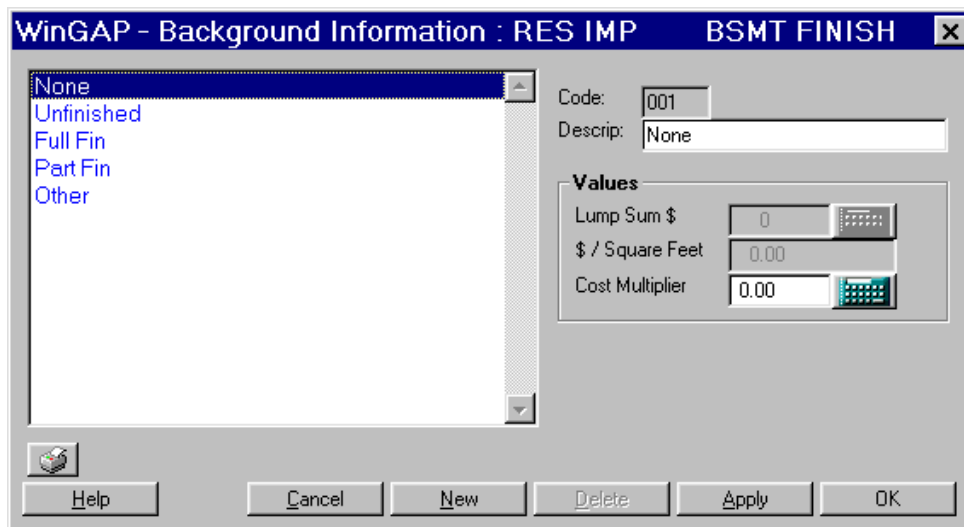 WinGAP - Background Information : RES IMP BSMT FINISH
None
Unfinished
Full Fin
Part Fin
Other
Code: 001
Descrip: None
Values
Lump Sum $ 0
$ / Square Feet 0.00
Cost Multiplier 0.00
Help Cancel New Delete Apply OK